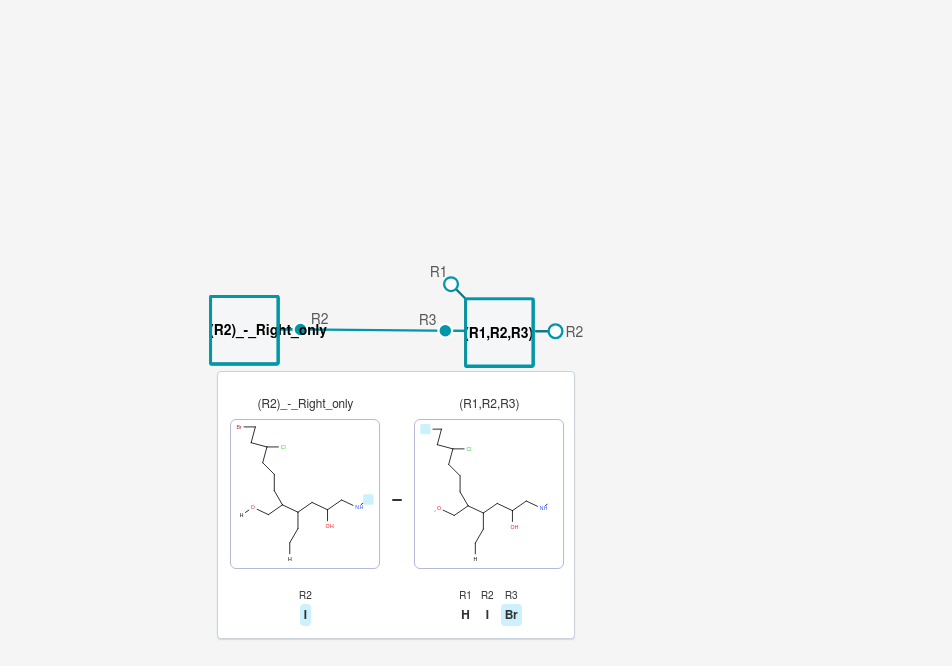 R1
R2
R3
(R2)_-_Right_only
(R1,R2,R3)
R2
(R2)_-_Right_only
(R1,R2,R3)
Br
Cl
Cl
H
O
NH
O
NH
OH
OH
H
H
–
R2
R1 R2 R3
I
H I Br